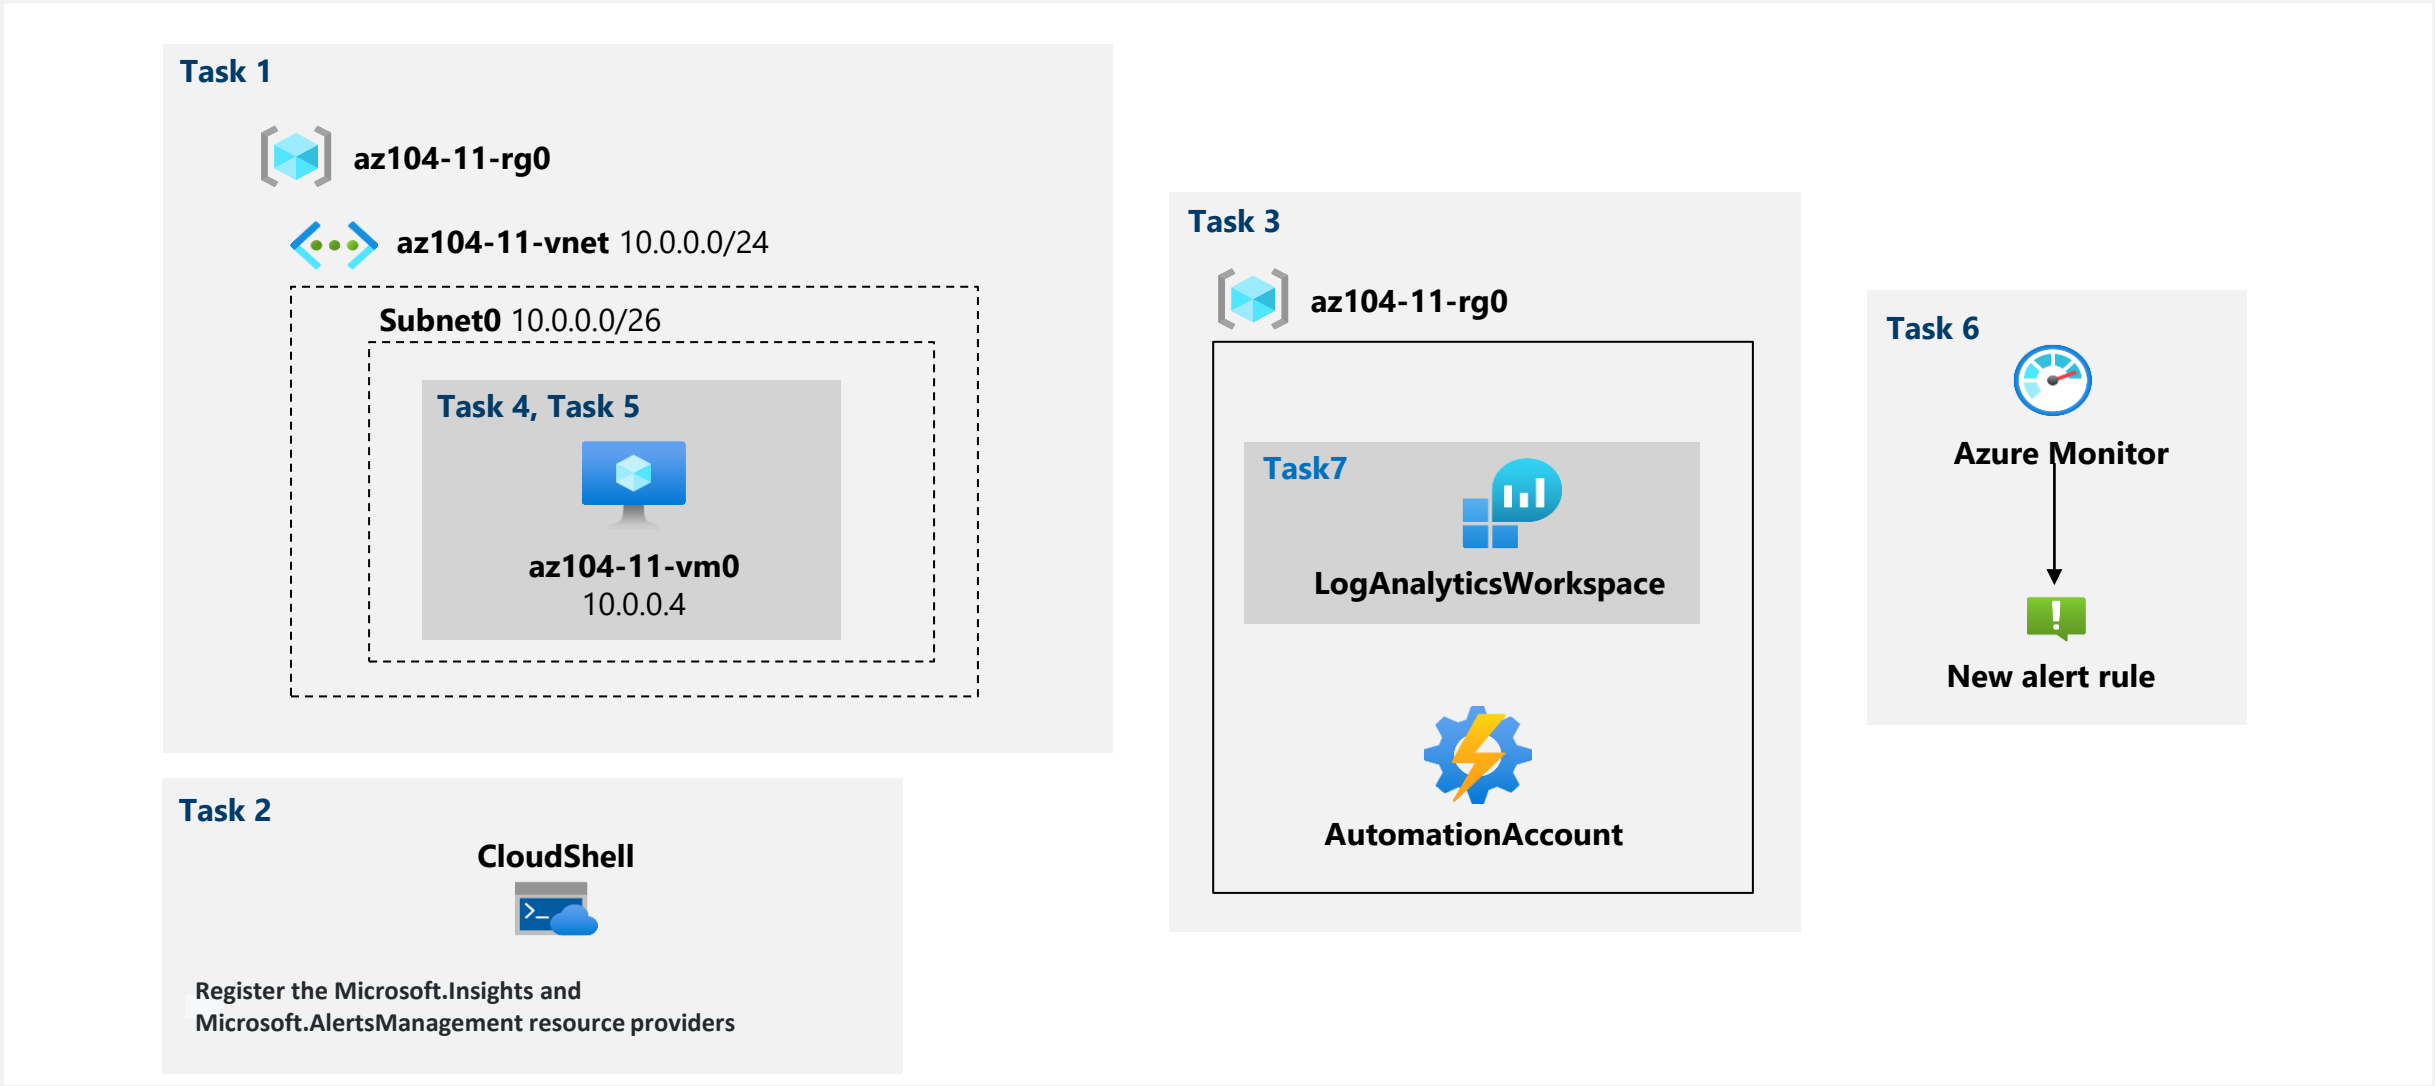 Task 1
az104-11-rg0
az104-11-vnet 10.0.0.0/24
Subnet0 10.0.0.0/26
Task 4, Task 5
az104-11-vm0
10.0.0.4
Task 2
CloudShell
>_
Register the Microsoft.Insights and
Microsoft.AlertsManagement resource providers
Task 3
az104-11-rg0
Task7
LogAnalyticsWorkspace
AutomationAccount
Task 6
Azure Monitor
!
New alert rule